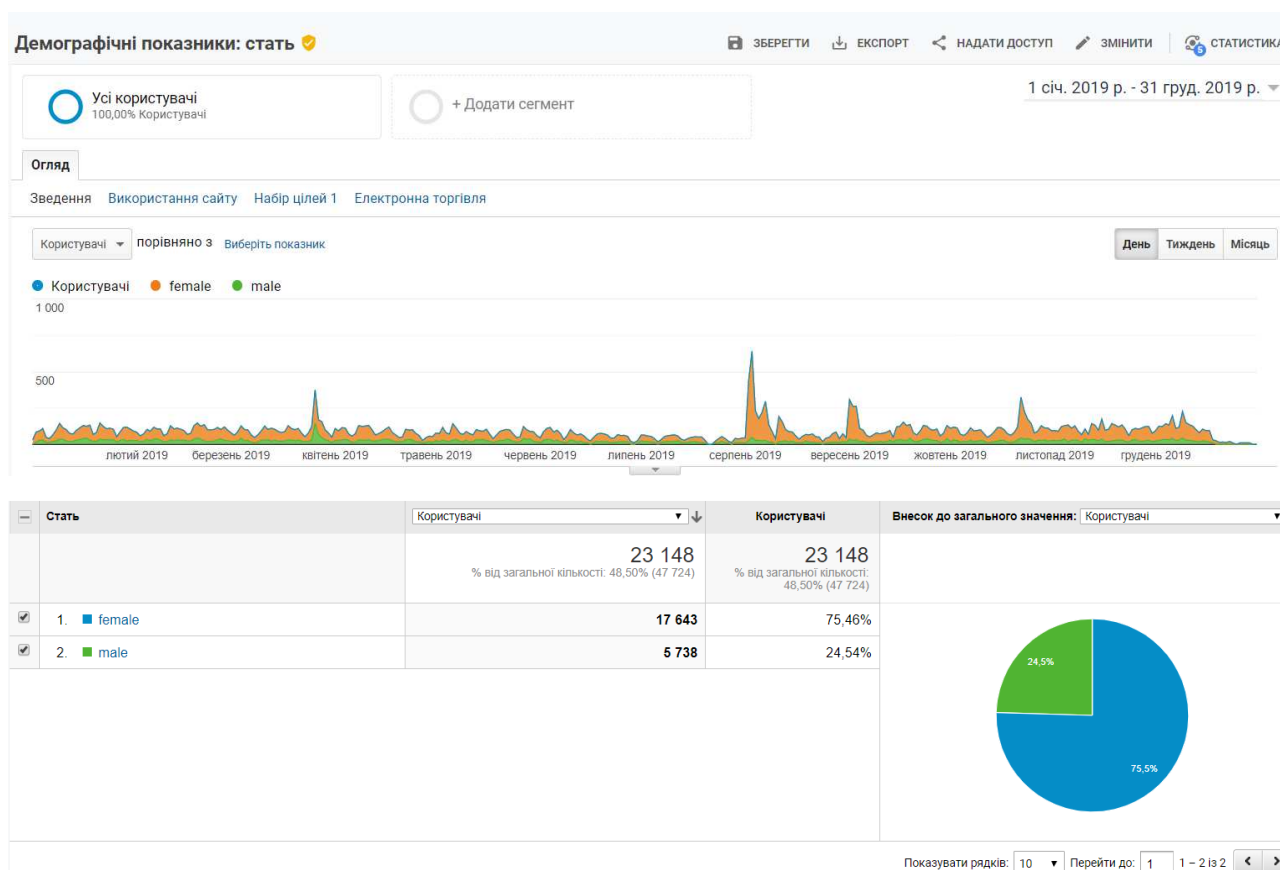 Демографічні показники: стать
ЗБЕРЕГТИ ЕКСПОРТ НАДАТИ ДОСТУП ЗМІНИТИ 5 СТАТИСТИКА
Усі користувачі
100,00% Користувачі
+ Додати сегмент
1 січ. 2019 р. - 31 груд. 2019 р.
Огляд
Зведення Використання сайту Набір цілей 1 Електронна торгівля
Користувачі порівняно з Виберіть показник
День Тиждень Місяць
Користувачі female male
1 000
500
лютий 2019 березень 2019 квітень 2019 травень 2019 червень 2019 липень 2019 серпень 2019 вересень 2019 жовтень 2019 листопад 2019 грудень 2019
Стать Користувачі Користувачі Внесок до загального значення: Користувачі
23 148 23 148
% від загальної кількості: 48,50% (47 724) % від загальної кількості:
48,50% (47 724)
1. female 17 643 75,46%
2. male 5 738 24,54%
24,5%
75,5%
Показувати рядків: 10 Перейти до: 1 1 – 2 із 2